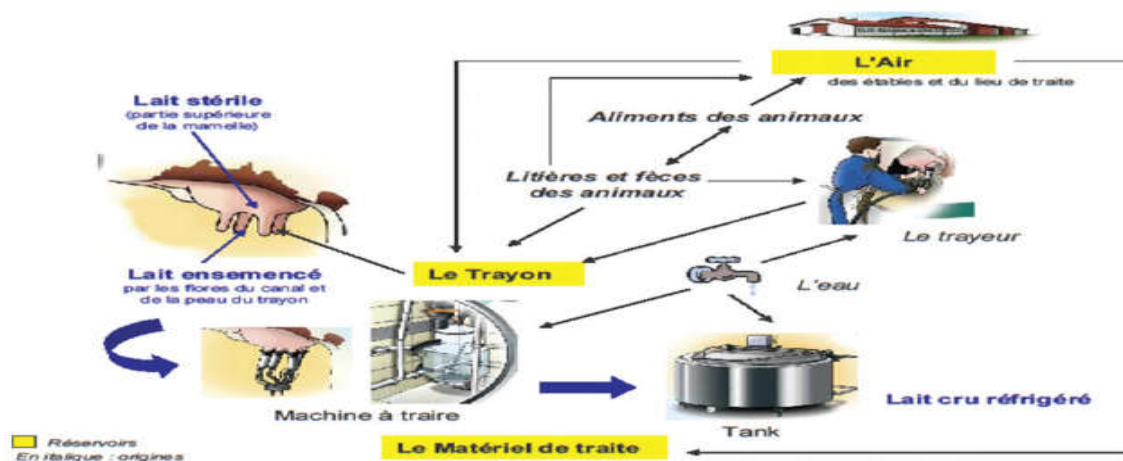 L'Air
des étables et du lieu de traite
Lait stérile
(partie supérieure
de la mamelle)
Aliments des animaux
Litières et fèces
des animaux
Le trayeur
Lait ensemencé
par les flores du canal et
de la peau du trayon
Le Trayon
L'eau
Machine à traire
Tank
Lait cru réfrigéré
Le Matériel de traite
Réservoirs
En italique : origines